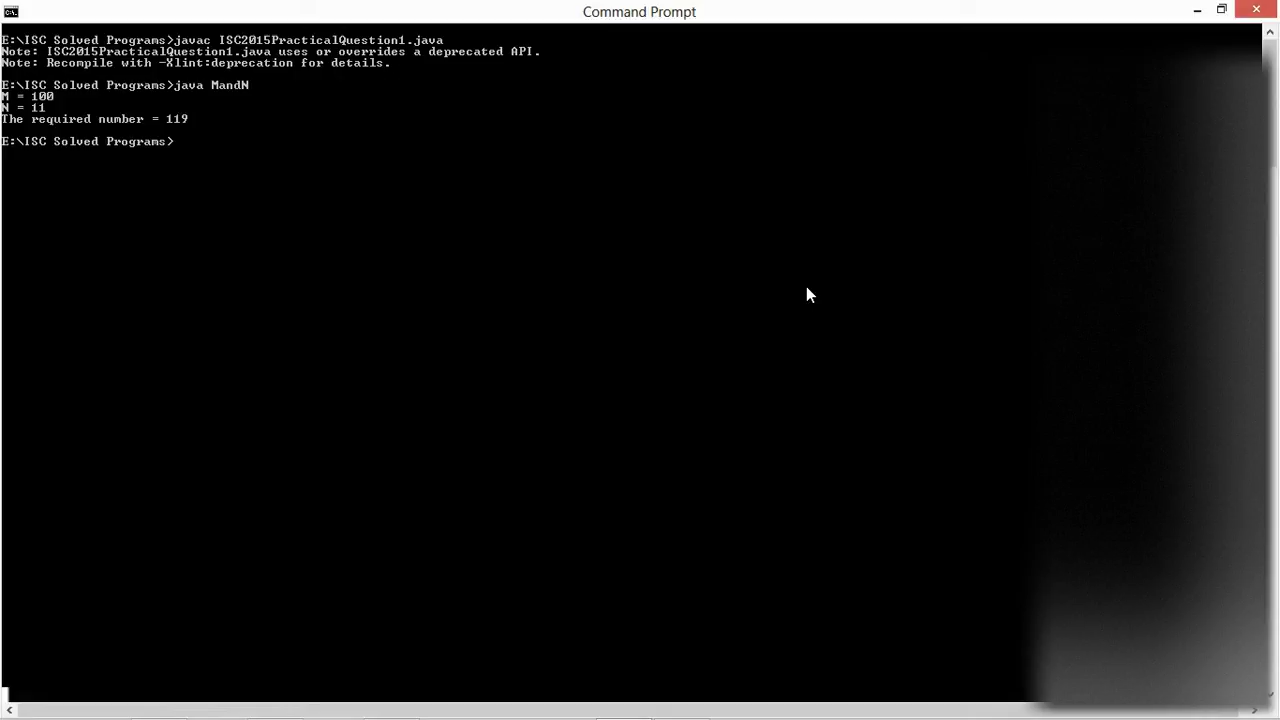 Command Prompt
E:\ISC Solved Programs>javac ISC2015PracticalQuestion1.java
Note: ISC2015PracticalQuestion1.java uses or overrides a deprecated API.
Note: Recompile with -Xlint:deprecation for details.
E:\ISC Solved Programs>java MandN
M = 100
N = 11
The required number = 119
E:\ISC Solved Programs>